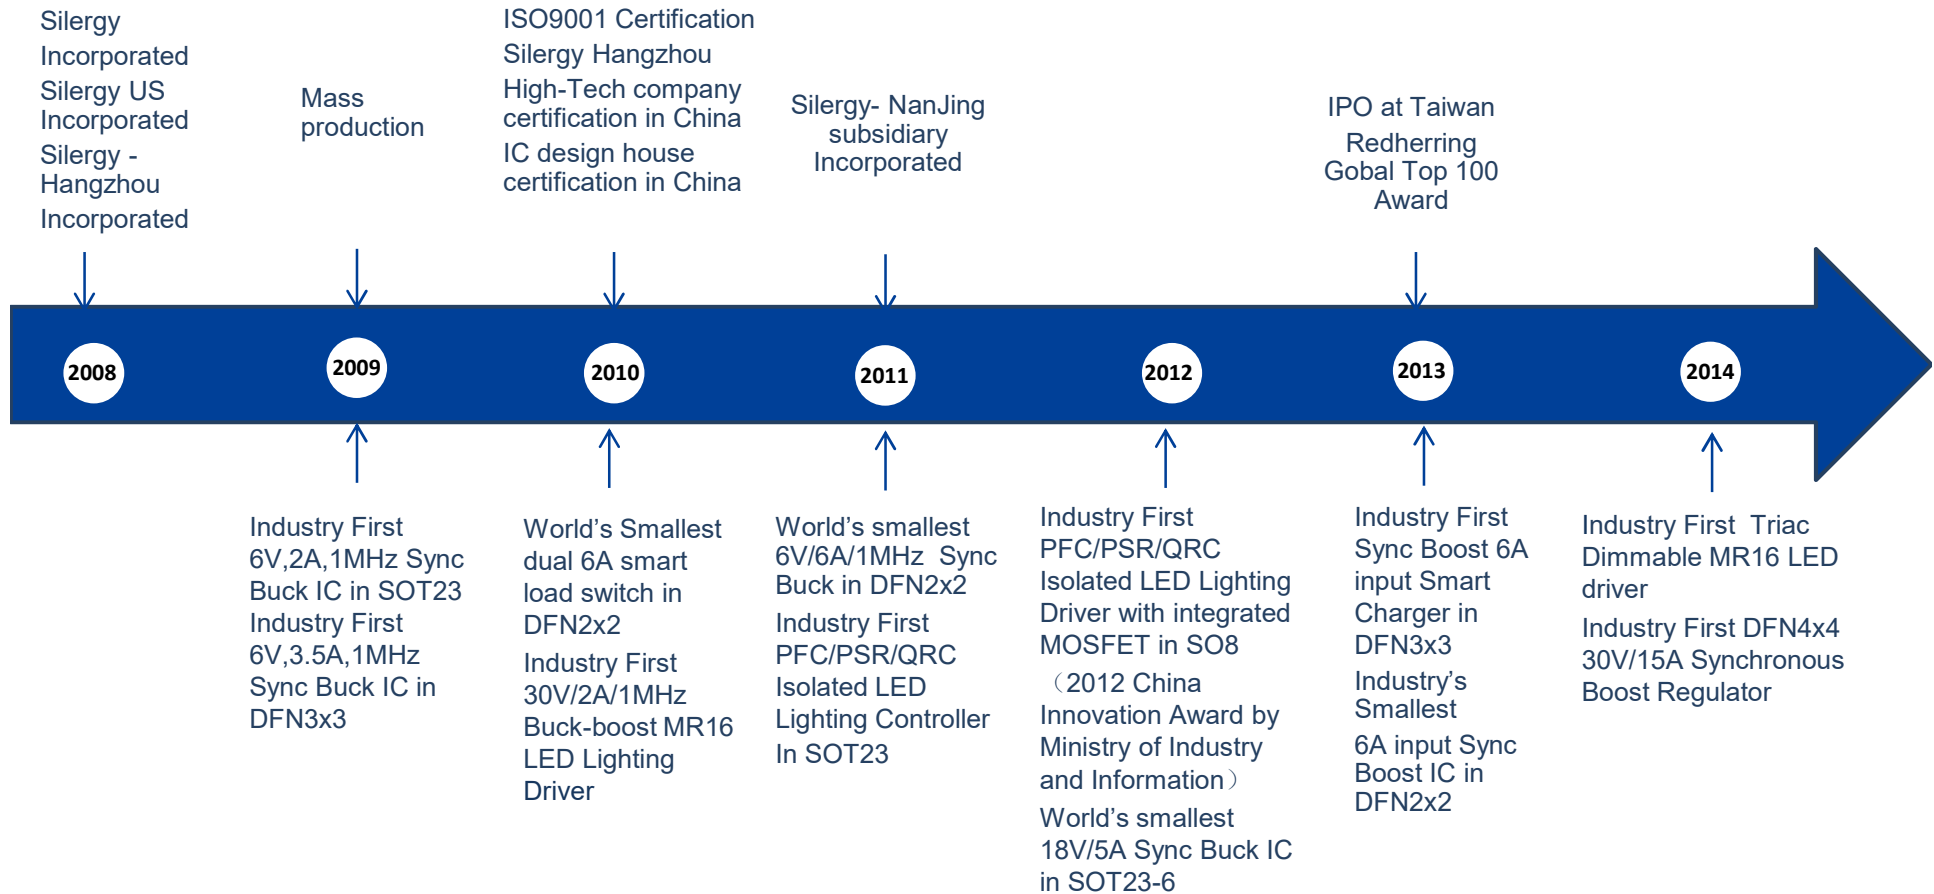 Silergy
Incorporated
Silergy US
Incorporated
Silergy -
Hangzhou
Incorporated
Mass
production
ISO9001 Certification
Silergy Hangzhou
High-Tech company
certification in China
IC design house
certification in China
Silergy- NanJing
subsidiary
Incorporated
IPO at Taiwan
Redherring
Gobal Top 100
Award
2008
2009
2010
2011
2012
2013
2014
Industry First
6V,2A,1MHz Sync
Buck IC in SOT23
Industry First
6V,3.5A,1MHz
Sync Buck IC in
DFN3x3
World’s Smallest
dual 6A smart
load switch in
DFN2x2
Industry First
30V/2A/1MHz
Buck-boost MR16
LED Lighting
Driver
World’s smallest
6V/6A/1MHz  Sync
Buck in DFN2x2
Industry First
PFC/PSR/QRC
Isolated LED
Lighting Controller
In SOT23
Industry First
PFC/PSR/QRC
Isolated LED Lighting
Driver with integrated
MOSFET in SO8
（2012 China
Innovation Award by
Ministry of Industry
and Information）
World’s smallest
18V/5A Sync Buck IC
in SOT23-6
Industry First
Sync Boost 6A
input Smart
Charger in
DFN3x3
Industry’s
Smallest
6A input Sync
Boost IC in
DFN2x2
Industry First  Triac
Dimmable MR16 LED
driver
Industry First DFN4x4
30V/15A Synchronous
Boost Regulator